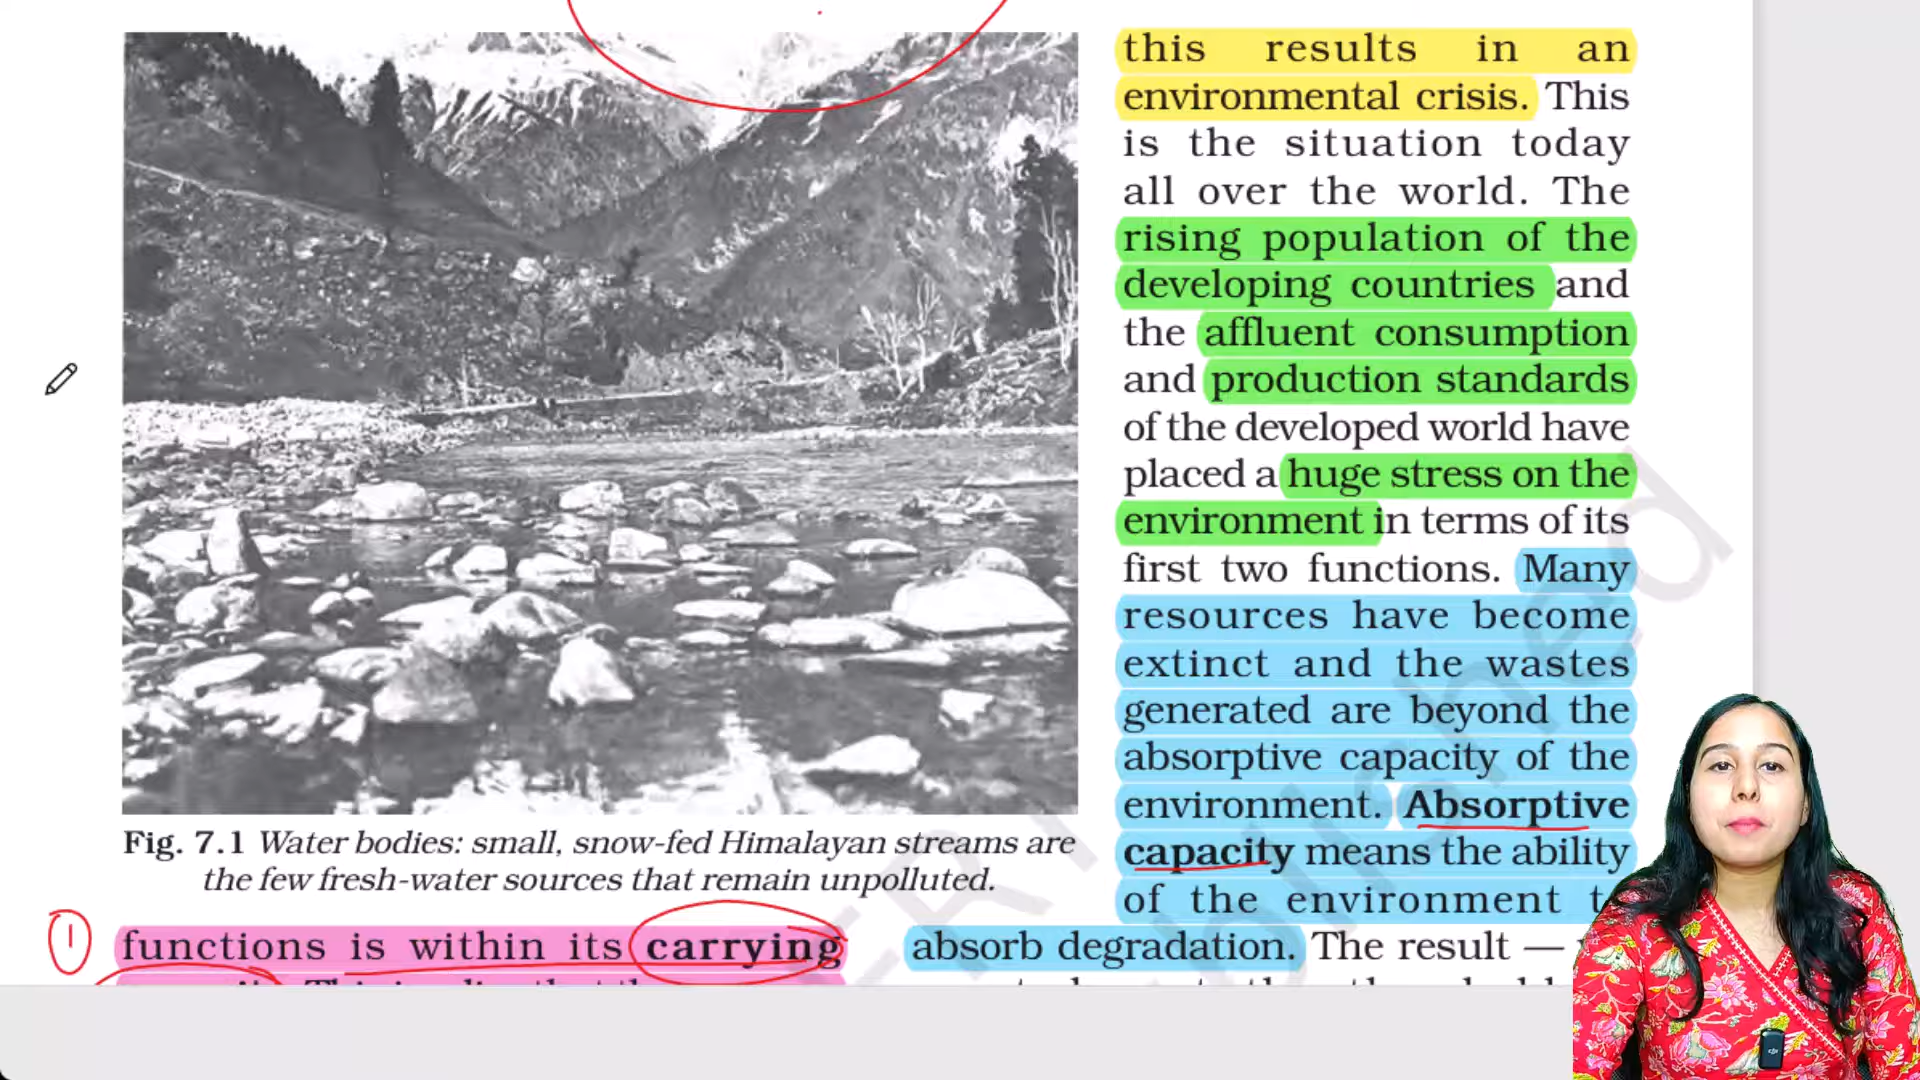 this results in an
environmental crisis. This
is the situation today
all over the world. The
rising population of the
developing countries and
the affluent consumption
and production standards
of the developed world have
placed a huge stress on the
environment in terms of its
first two functions. Many
resources have become
extinct and the wastes
generated are beyond the
absorptive capacity of the
environment. Absorptive
capacity means the ability
of the environment
Fig. 7.1 Water bodies: small, snow-fed Himalayan streams are
the few fresh-water sources that remain unpolluted.
1
functions is within its carrying
absorb degradation. The result —